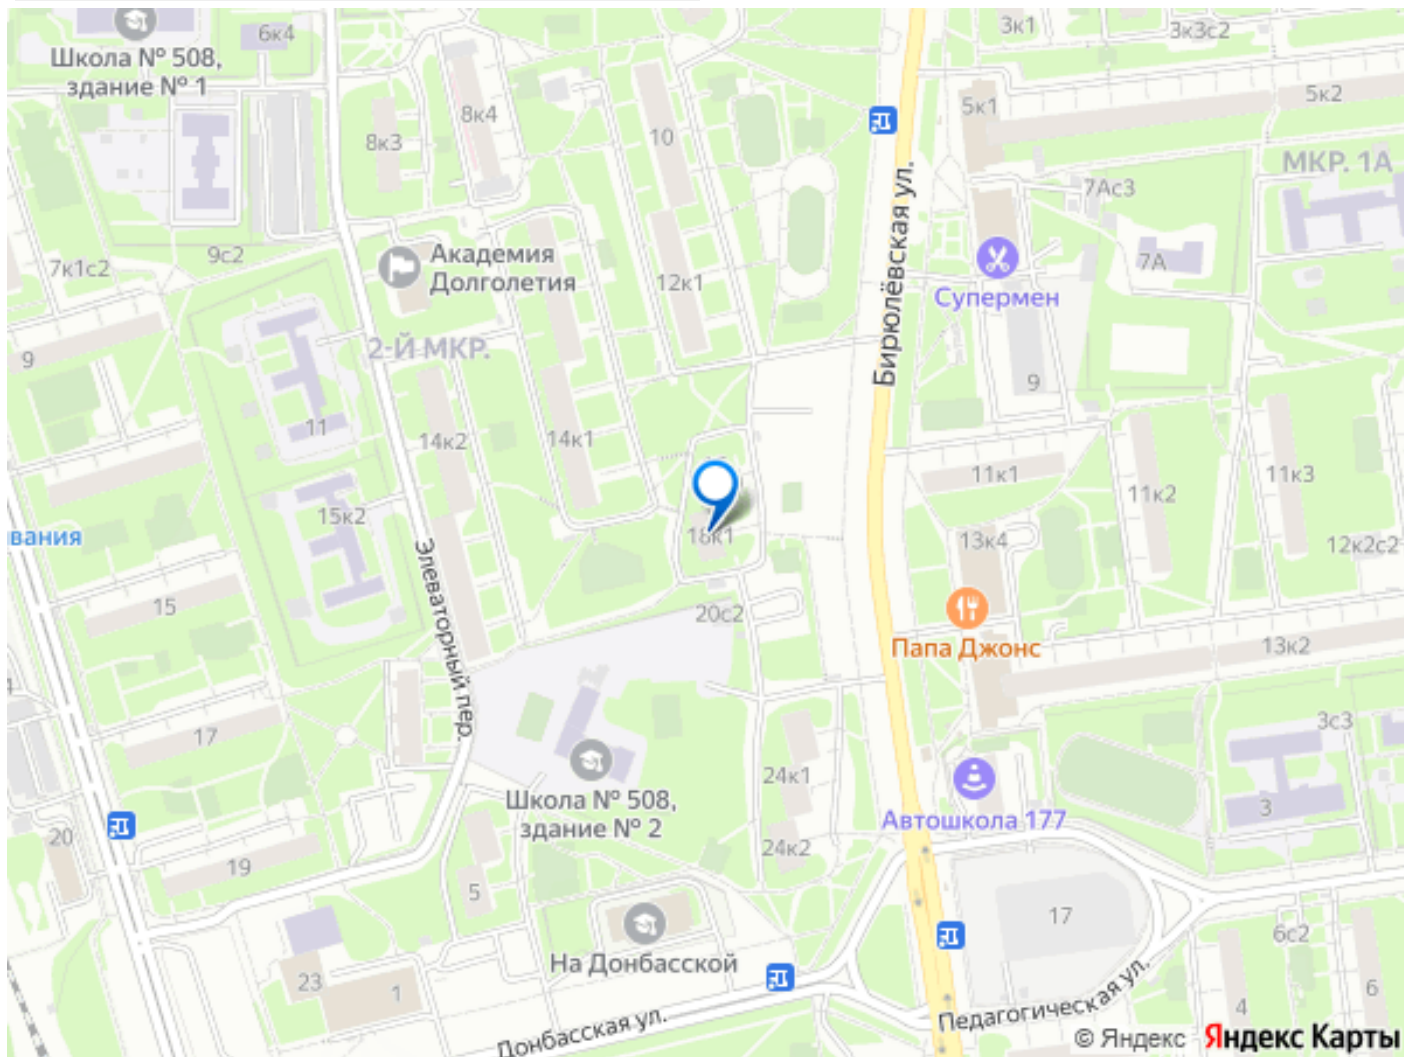 Школа № 508,
здание № 1
6к4
8к4
8к3
10
3к1
3к3с2
5к1
5к2
МКР. 1А
7Ас3
7А
9с2
7к1с2
Академия
Долголетия
12к1
Бирюлёвская ул.
Супермен
9
2-Й МКР.
9
11
14к2
14к1
11к1
11к2
11к3
15к2
вания
18к1
13к4
12к2с2
Элеваторный пер.
15
20с2
Папа Джонс
13к2
17
3с3
24к1
Школа № 508,
здание № 2
Автошкола 177
3
20
24к2
19
5
17
На Донбасской
6с2
23
1
4
6
Донбасская ул.
Педагогическая ул.
© Яндекс Яндекс Карты